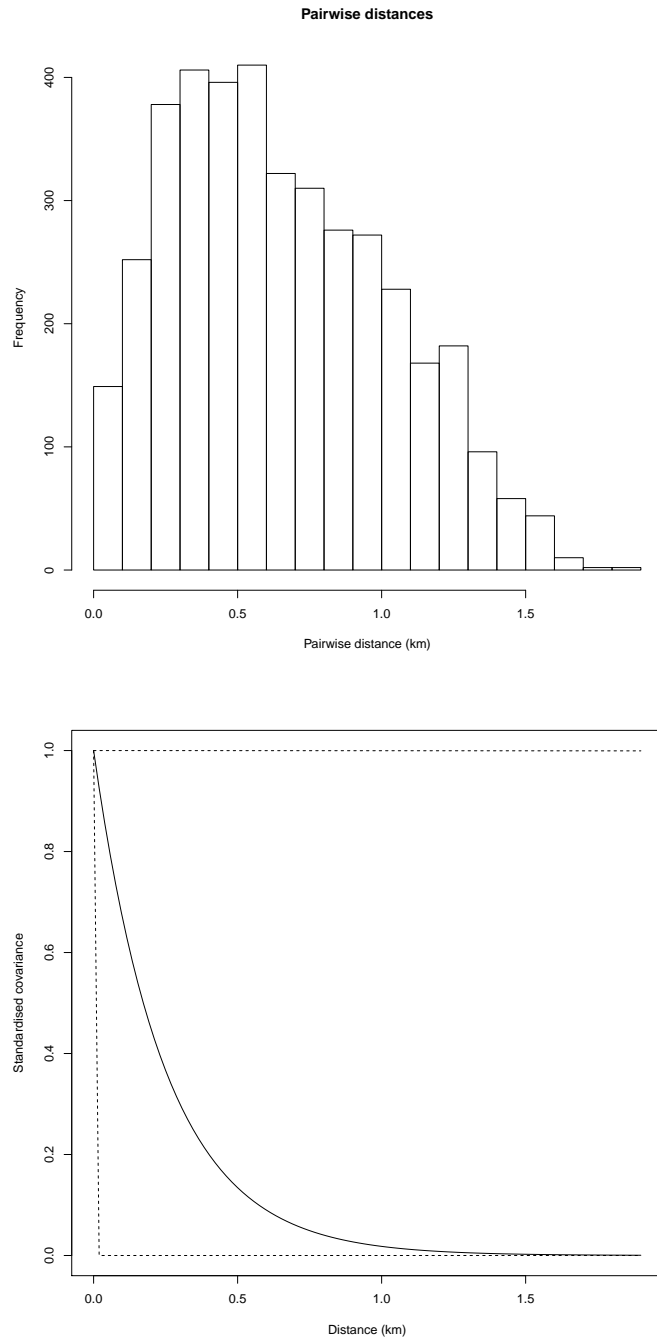 Pairwise distances
400
300
200
100
0
Frequency
0.0 0.5 1.0 1.5
Pairwise distance (km)
1.0
0.8
0.6
0.4
0.2
0.0
Standardised covariance
0.0 0.5 1.0 1.5
Distance (km)